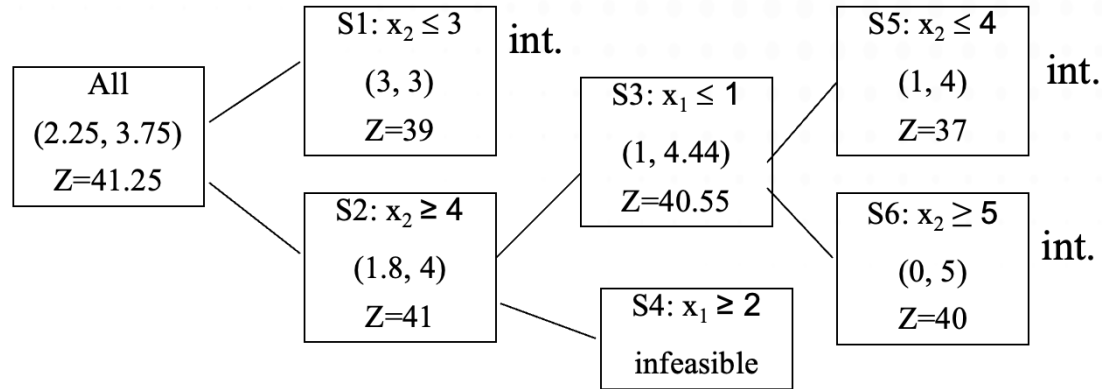 All
(2.25, 3.75)
Z=41.25
S1: x₂ ≤ 3
(3, 3)
Z=39
int.
S2: x₂ ≥ 4
(1.8, 4)
Z=41
S3: x₁ ≤ 1
(1, 4.44)
Z=40.55
S4: x₁ ≥ 2
infeasible
S5: x₂ ≤ 4
(1, 4)
Z=37
int.
S6: x₂ ≥ 5
(0, 5)
Z=40
int.